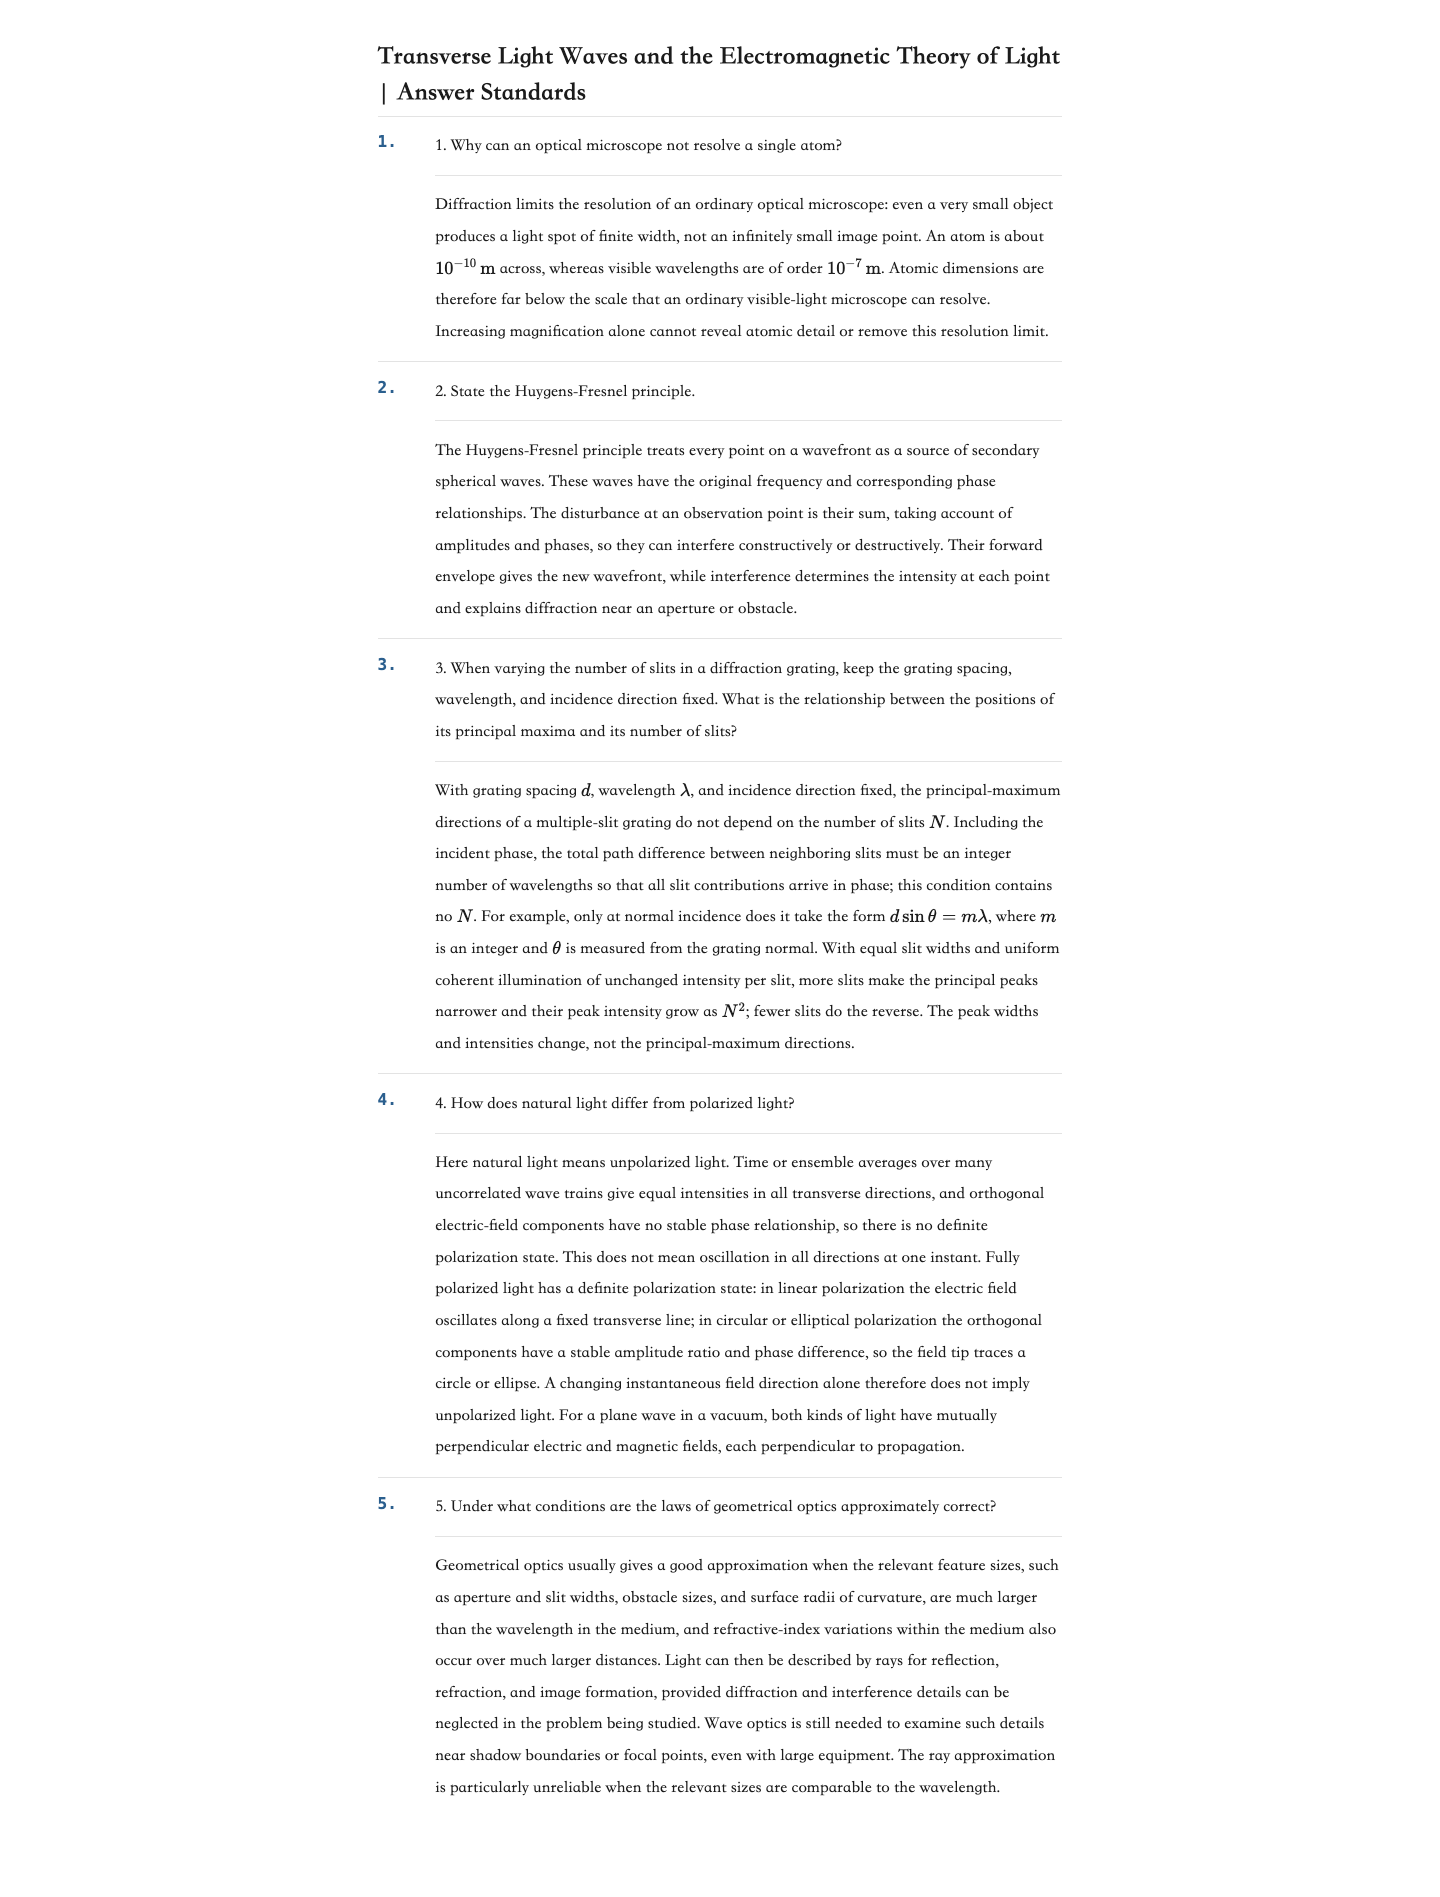 Transverse Light Waves and the Electromagnetic Theory of Light
| Answer Standards
1.
1. Why can an optical microscope not resolve a single atom?
Diffraction limits the resolution of an ordinary optical microscope: even a very small object
produces a light spot of finite width, not an infinitely small image point. An atom is about
10⁻¹⁰ m across, whereas visible wavelengths are of order 10⁻⁷ m. Atomic dimensions are
therefore far below the scale that an ordinary visible-light microscope can resolve.
Increasing magnification alone cannot reveal atomic detail or remove this resolution limit.
2.
2. State the Huygens-Fresnel principle.
The Huygens-Fresnel principle treats every point on a wavefront as a source of secondary
spherical waves. These waves have the original frequency and corresponding phase
relationships. The disturbance at an observation point is their sum, taking account of
amplitudes and phases, so they can interfere constructively or destructively. Their forward
envelope gives the new wavefront, while interference determines the intensity at each point
and explains diffraction near an aperture or obstacle.
3.
3. When varying the number of slits in a diffraction grating, keep the grating spacing,
wavelength, and incidence direction fixed. What is the relationship between the positions of
its principal maxima and its number of slits?
With grating spacing d, wavelength λ, and incidence direction fixed, the principal-maximum
directions of a multiple-slit grating do not depend on the number of slits N. Including the
incident phase, the total path difference between neighboring slits must be an integer
number of wavelengths so that all slit contributions arrive in phase; this condition contains
no N. For example, only at normal incidence does it take the form d sin θ = mλ, where m
is an integer and θ is measured from the grating normal. With equal slit widths and uniform
coherent illumination of unchanged intensity per slit, more slits make the principal peaks
narrower and their peak intensity grow as N²; fewer slits do the reverse. The peak widths
and intensities change, not the principal-maximum directions.
4.
4. How does natural light differ from polarized light?
Here natural light means unpolarized light. Time or ensemble averages over many
uncorrelated wave trains give equal intensities in all transverse directions, and orthogonal
electric-field components have no stable phase relationship, so there is no definite
polarization state. This does not mean oscillation in all directions at one instant. Fully
polarized light has a definite polarization state: in linear polarization the electric field
oscillates along a fixed transverse line; in circular or elliptical polarization the orthogonal
components have a stable amplitude ratio and phase difference, so the field tip traces a
circle or ellipse. A changing instantaneous field direction alone therefore does not imply
unpolarized light. For a plane wave in a vacuum, both kinds of light have mutually
perpendicular electric and magnetic fields, each perpendicular to propagation.
5.
5. Under what conditions are the laws of geometrical optics approximately correct?
Geometrical optics usually gives a good approximation when the relevant feature sizes, such
as aperture and slit widths, obstacle sizes, and surface radii of curvature, are much larger
than the wavelength in the medium, and refractive-index variations within the medium also
occur over much larger distances. Light can then be described by rays for reflection,
refraction, and image formation, provided diffraction and interference details can be
neglected in the problem being studied. Wave optics is still needed to examine such details
near shadow boundaries or focal points, even with large equipment. The ray approximation
is particularly unreliable when the relevant sizes are comparable to the wavelength.